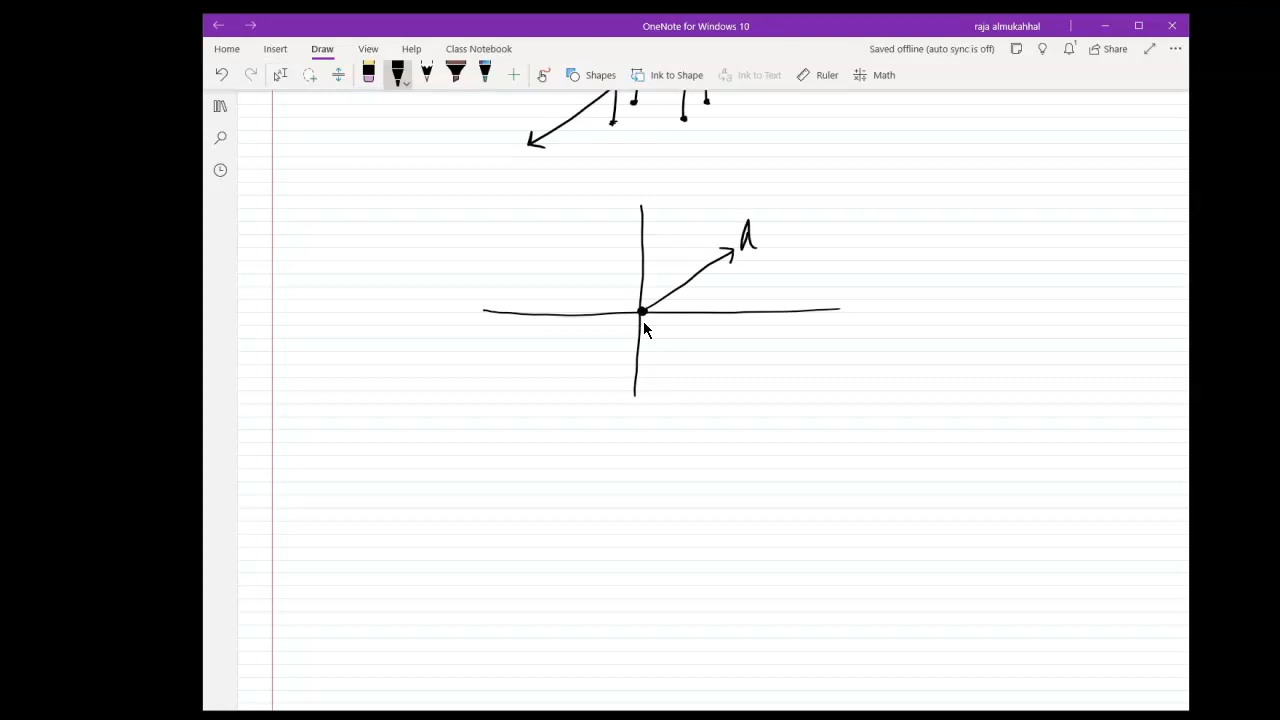 OneNote for Windows 10
raja almukahhal
Home Insert Draw View Help Class Notebook
Saved offline (auto sync is off)
Share
Shapes
Ink to Shape
Ink to Text
Ruler
Math